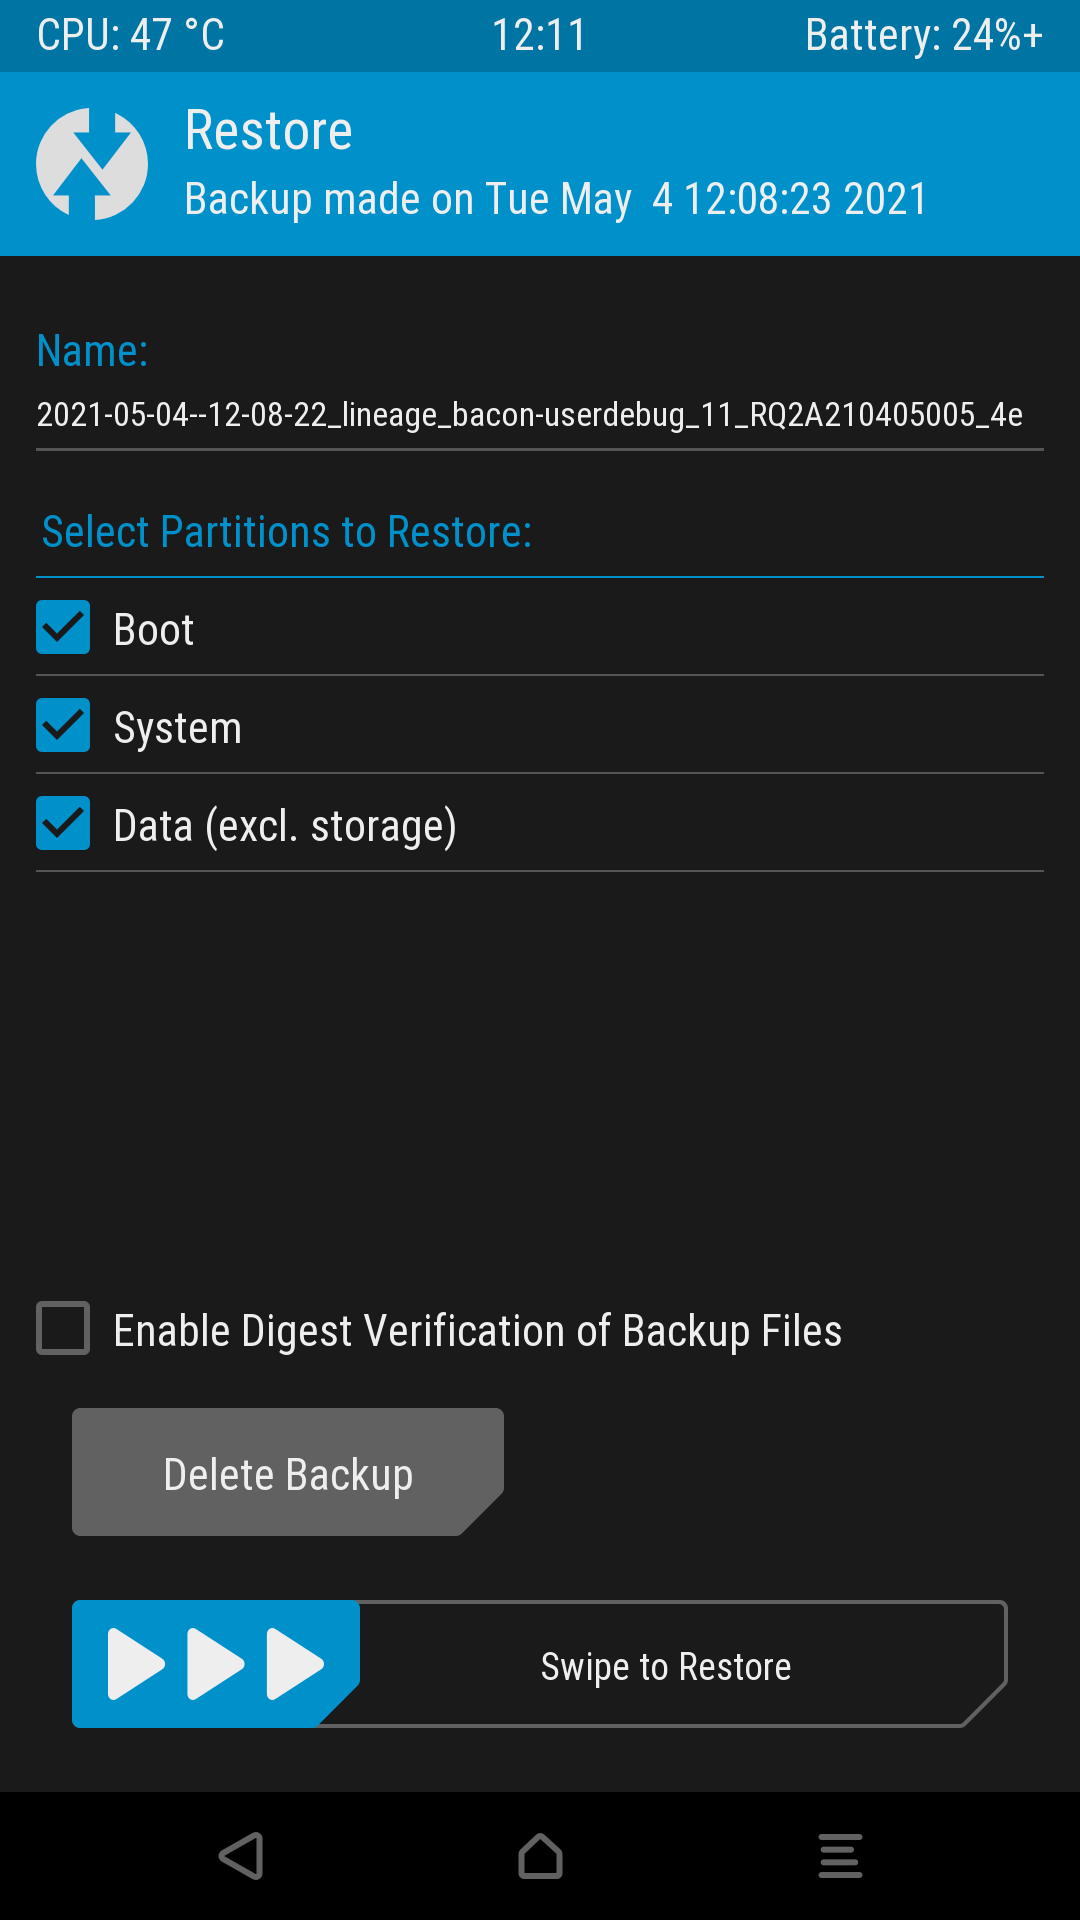 CPU: 47 °C 12:11 Battery: 24%+
Restore
Backup made on Tue May  4 12:08:23 2021
Name:
2021-05-04--12-08-22_lineage_bacon-userdebug_11_RQ2A210405005_4e
Select Partitions to Restore:
Boot
System
Data (excl. storage)
Enable Digest Verification of Backup Files
Delete Backup
Swipe to Restore